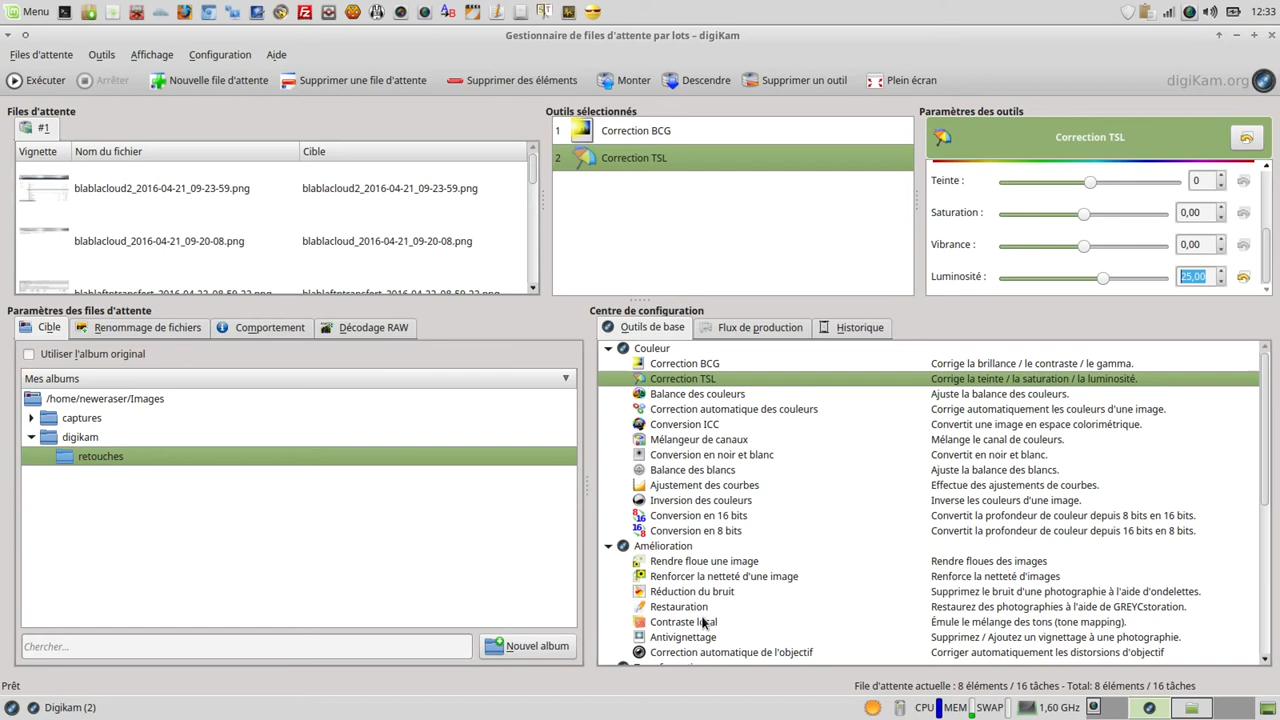 Menu
12:33
Gestionnaire de files d'attente par lots – digiKam
Files d'attente Outils Affichage Configuration Aide
Exécuter Arrêter Nouvelle file d'attente Supprimer une file d'attente Supprimer des éléments Monter Descendre Supprimer un outil Plein écran digiKam.org
Files d'attente
#1
Vignette Nom du fichier Cible
blablacloud2_2016-04-21_09-23-59.png blablacloud2_2016-04-21_09-23-59.png
blablacloud_2016-04-21_09-20-08.png blablacloud_2016-04-21_09-20-08.png
Outils sélectionnés
1 Correction BCG
2 Correction TSL
Paramètres des outils
Correction TSL
Teinte : 0
Saturation : 0,00
Vibrance : 0,00
Luminosité : 25,00
Paramètres des files d'attente
Cible Renommage de fichiers Comportement Décodage RAW
Utiliser l'album original
Mes albums
/home/neweraser/Images
captures
digikam
retouches
Chercher...
Nouvel album
Centre de configuration
Outils de base Flux de production Historique
Couleur
Correction BCG Corrige la brillance / le contraste / le gamma.
Correction TSL Corrige la teinte / la saturation / la luminosité.
Balance des couleurs Ajuste la balance des couleurs.
Correction automatique des couleurs Corrige automatiquement les couleurs d'une image.
Conversion ICC Convertit une image en espace colorimétrique.
Mélangeur de canaux Mélange le canal de couleurs.
Conversion en noir et blanc Convertit en noir et blanc.
Balance des blancs Ajuste la balance des blancs.
Ajustement des courbes Effectue des ajustements de courbes.
Inversion des couleurs Inverse les couleurs d'une image.
Conversion en 16 bits Convertit la profondeur de couleur depuis 8 bits en 16 bits.
Conversion en 8 bits Convertit la profondeur de couleur depuis 16 bits en 8 bits.
Amélioration
Rendre floue une image Rendre floues des images
Renforcer la netteté d'une image Renforce la netteté d'images
Réduction du bruit Supprimez le bruit d'une photographie à l'aide d'ondelettes.
Restauration Restaurez des photographies à l'aide de GREYCstoration.
Contraste local Émule le mélange des tons (tone mapping).
Antivignettage Supprimez / Ajoutez un vignettage à une photographie.
Correction automatique de l'objectif Corriger automatiquement les distorsions d'objectif
Prêt
File d'attente actuelle : 8 éléments / 16 tâches - Total: 8 éléments / 16 tâches
Digikam (2)
CPU MEM SWAP 1,60 GHz